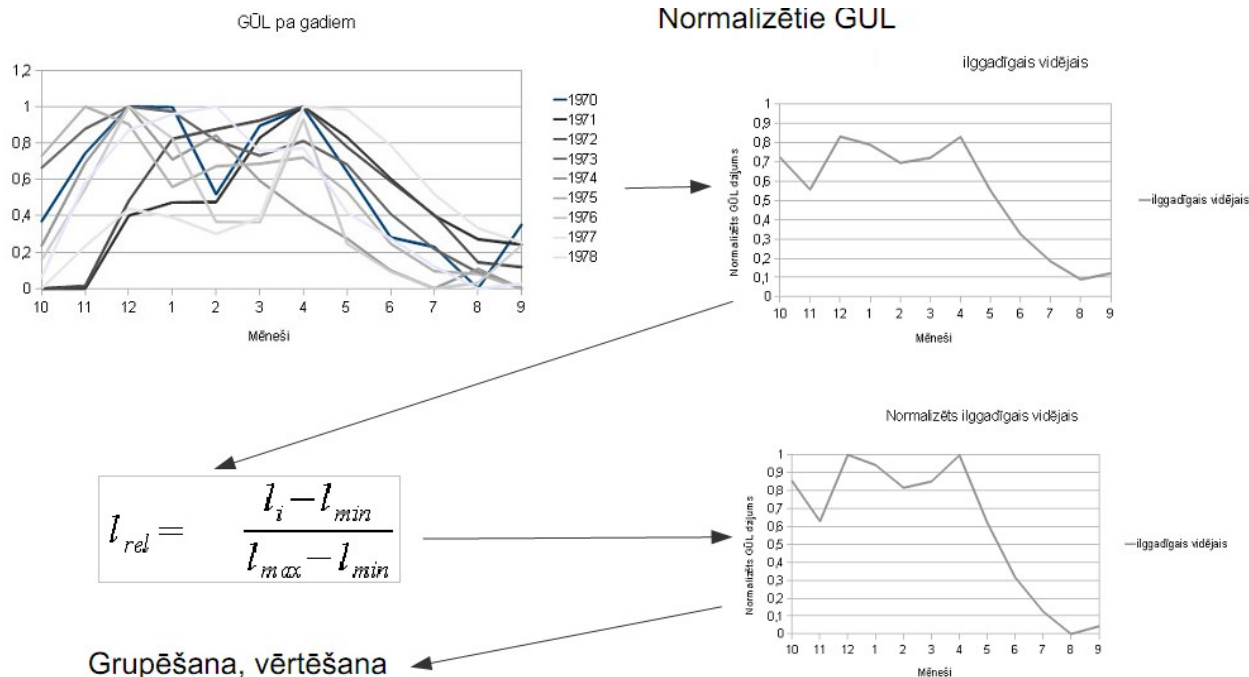 Normalizētie GUL
GŪL pa gadiem
1,2
1
0,8
0,6
0,4
0,2
0
10 11 12 1 2 3 4 5 6 7 8 9
Mēneši
1970
1971
1972
1973
1974
1975
1976
1977
1978
ilggadīgais vidējais
Normalizēts GŪL dziļums
1
0,9
0,8
0,7
0,6
0,5
0,4
0,3
0,2
0,1
0
10 11 12 1 2 3 4 5 6 7 8 9
Mēneši
ilggadīgais vidējais
l_rel = (l_i − l_min) / (l_max − l_min)
Normalizēts ilggadīgais vidējais
Normalizēts GŪL dziļums
1
0,9
0,8
0,7
0,6
0,5
0,4
0,3
0,2
0,1
0
10 11 12 1 2 3 4 5 6 7 8 9
Mēneši
ilggadīgais vidējais
Grupēšana, vērtēšana